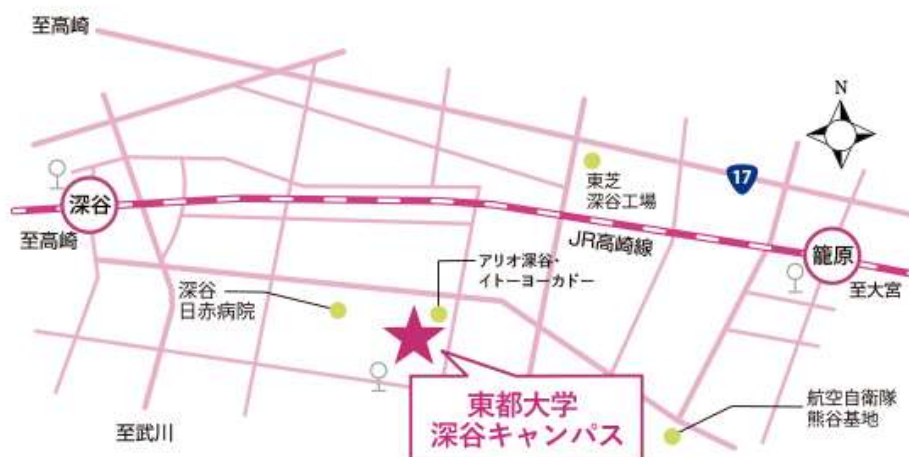 至高崎
N
17
東芝
深谷工場
深谷
至高崎
JR高崎線
籠原
至大宮
アリオ深谷・
イトーヨーカドー
深谷
日赤病院
東都大学
深谷キャンパス
航空自衛隊
熊谷基地
至武川